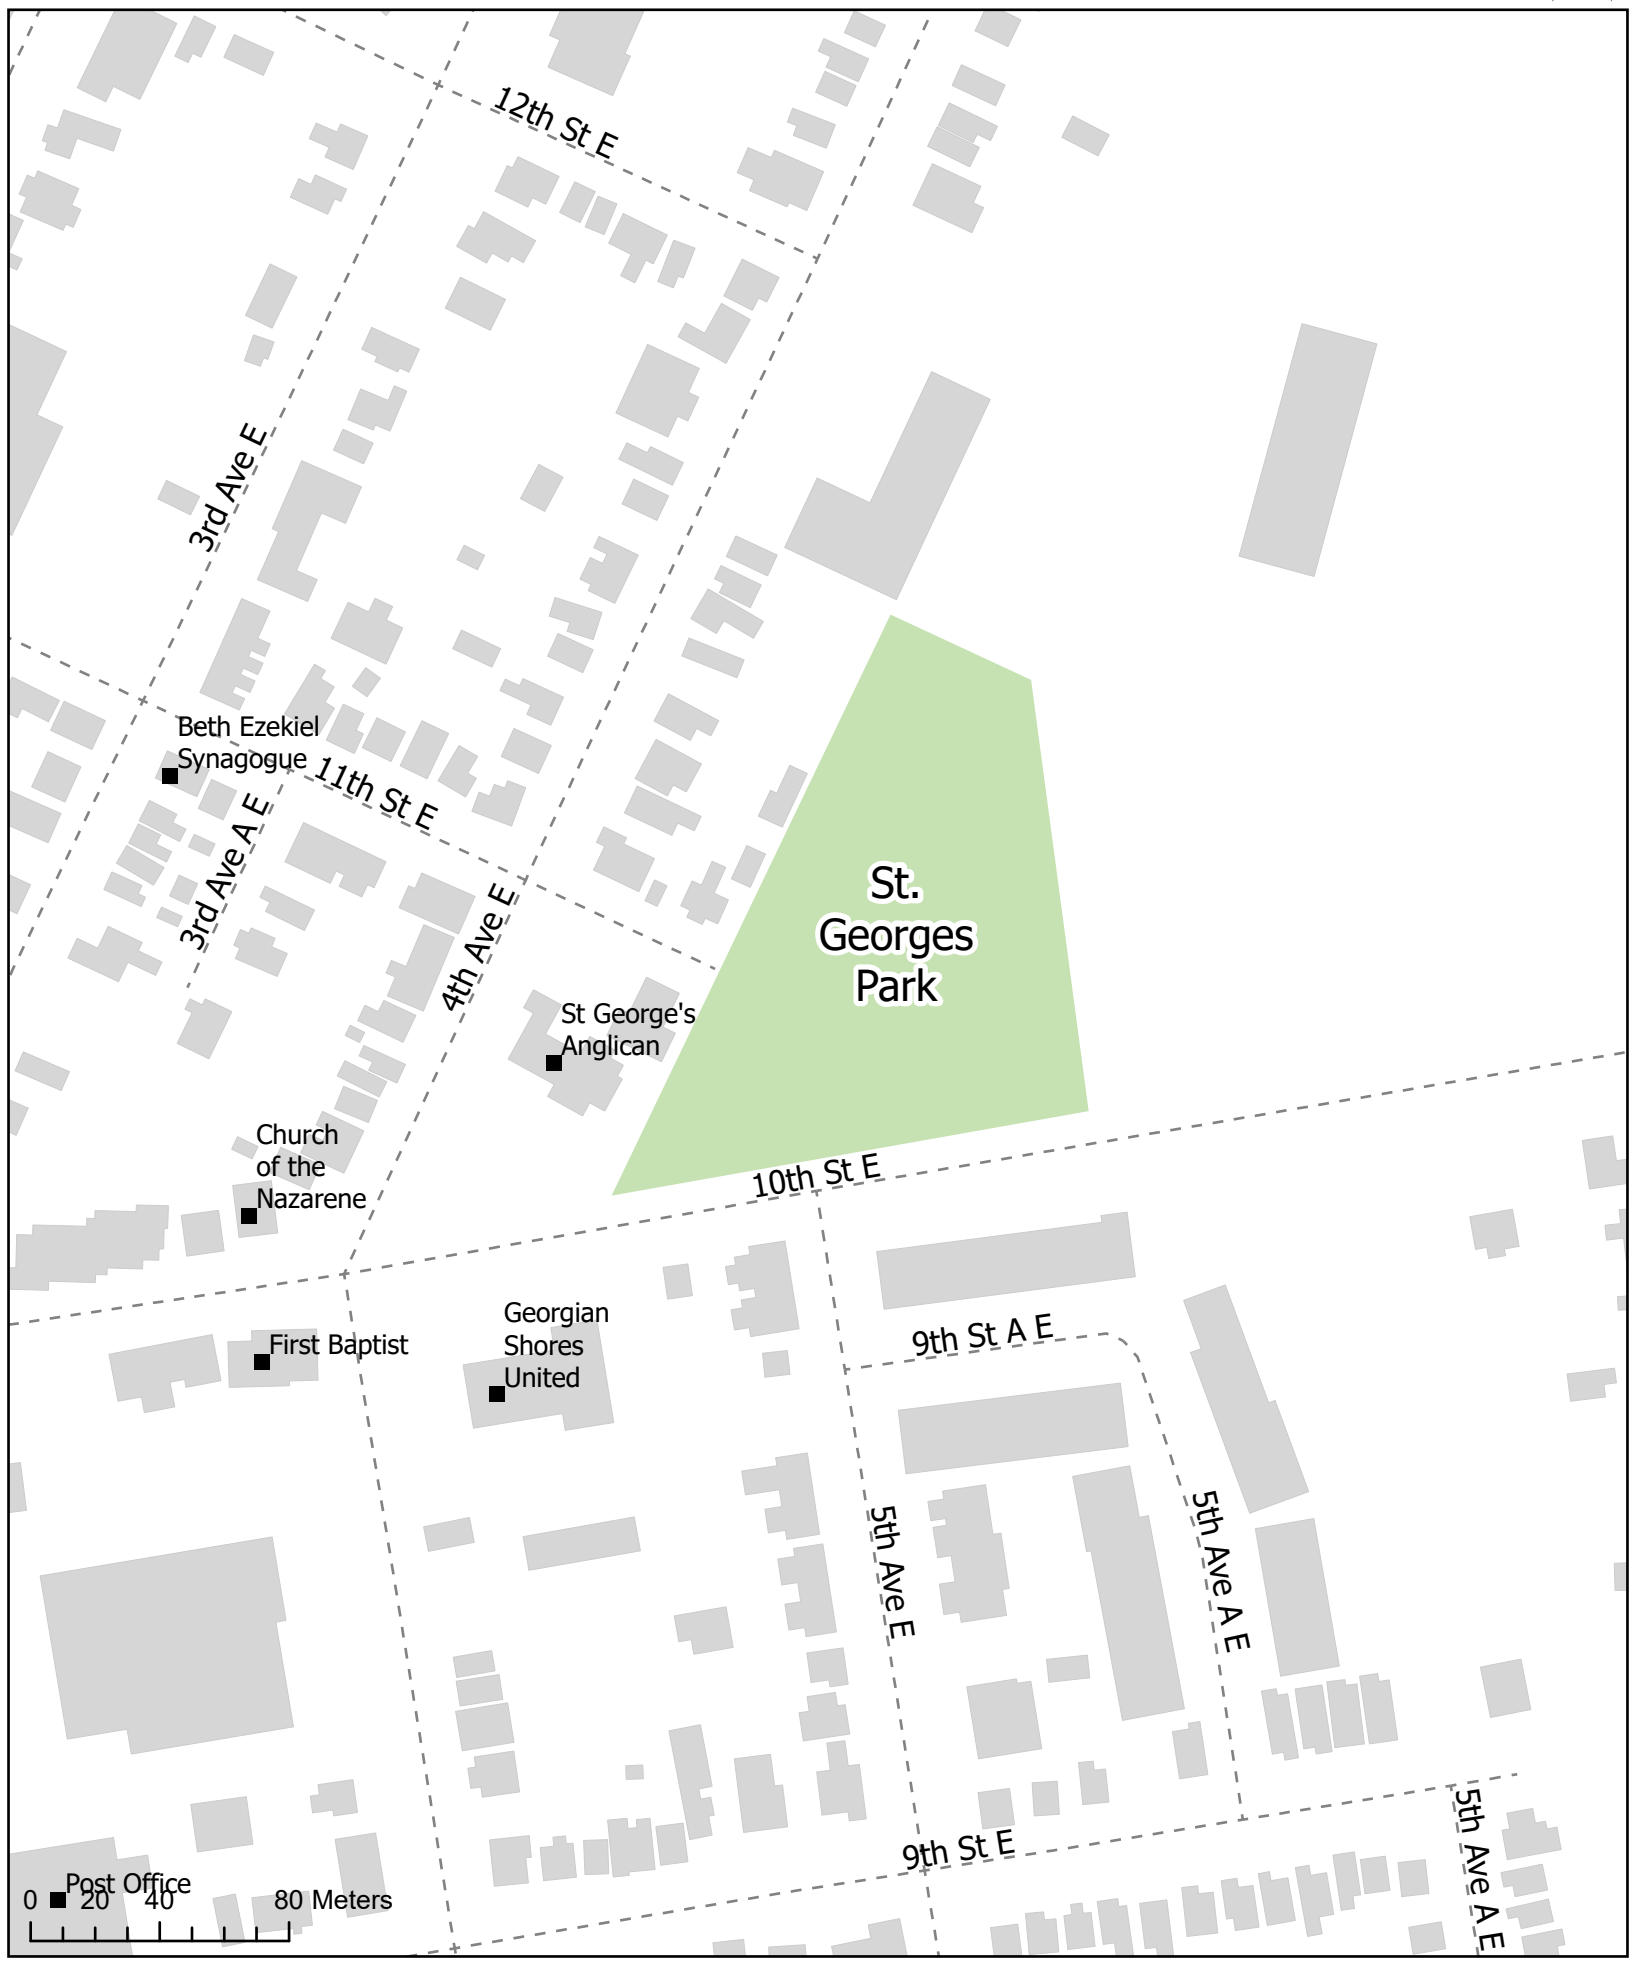 12th St E
3rd Ave E
Beth Ezekiel
Synagogue
11th St E
3rd Ave A E
4th Ave E
St.
Georges
Park
St George's
Anglican
Church
of the
Nazarene
10th St E
Georgian
Shores
United
First Baptist
9th St A E
5th Ave E
5th Ave A E
9th St E
5th Ave A E
Post Office
0 20 40 80 Meters